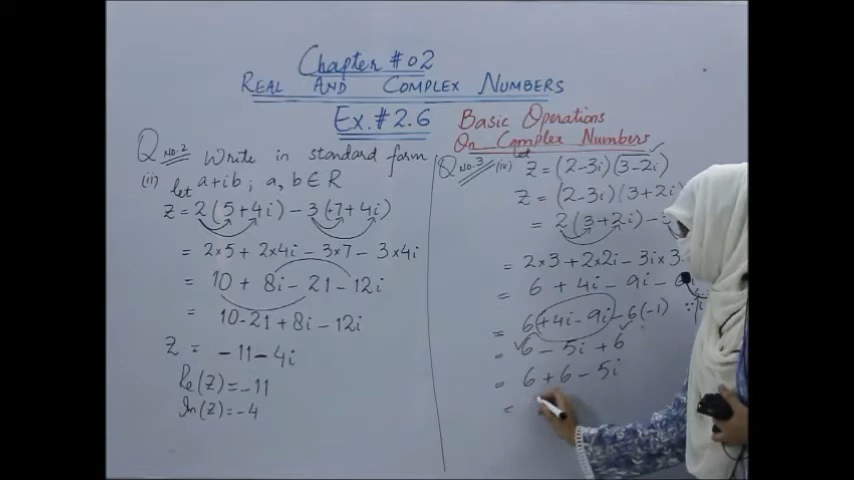 Chapter #02
REAL AND COMPLEX NUMBERS
Ex.#2.6
Basic Operations
On Complex Numbers
Q No.2 Write in standard form
(ii) let a+ib ; a, b ∈ R
z = 2(5+4i) - 3(+7+4i)
= 2×5 + 2×4i - 3×7 - 3×4i
= 10 + 8i - 21 - 12i
= 10-21+8i-12i
z = -11-4i
Re(z) = -11
Im(z) = -4
Q No.3 (iv) let z = (2-3i)(3-2i)
z = (2-3i)(3+2i)
= 2(3+2i) - 3
= 2×3 + 2×2i - 3i×3
= 6 + 4i - 9i - 6
= 6+4i-9i-6(-1)
= 6 - 5i + 6
= 6+6-5i
=